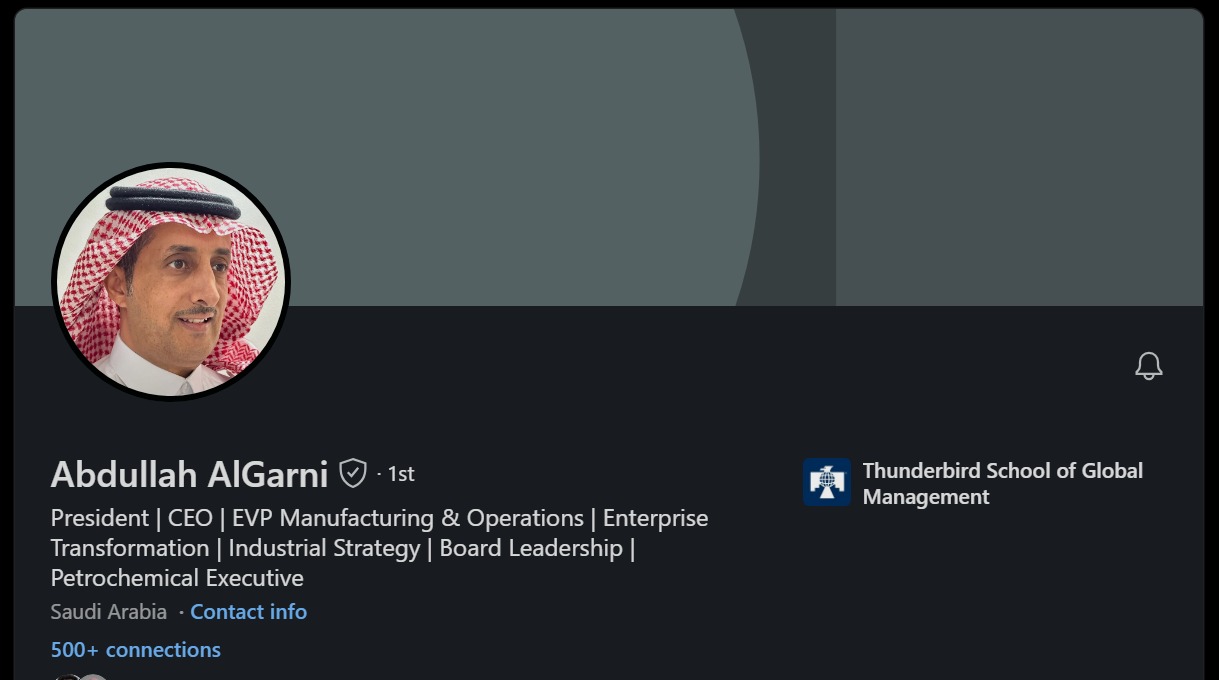 Abdullah AlGarni · 1st
President | CEO | EVP Manufacturing & Operations | Enterprise
Transformation | Industrial Strategy | Board Leadership |
Petrochemical Executive
Saudi Arabia · Contact info
500+ connections
Thunderbird School of Global
Management